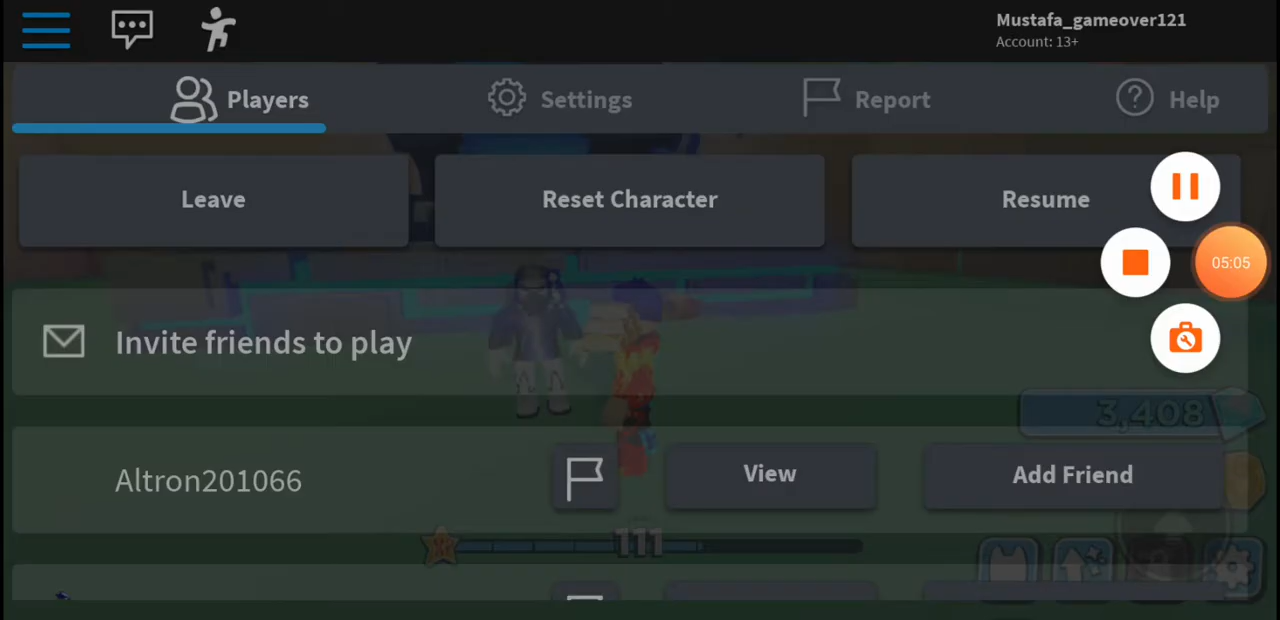 Mustafa_gameover121
Account: 13+
Players
Settings
Report
Help
Leave
Reset Character
Resume
05:05
Invite friends to play
3,408
Altron201066
View
Add Friend
111